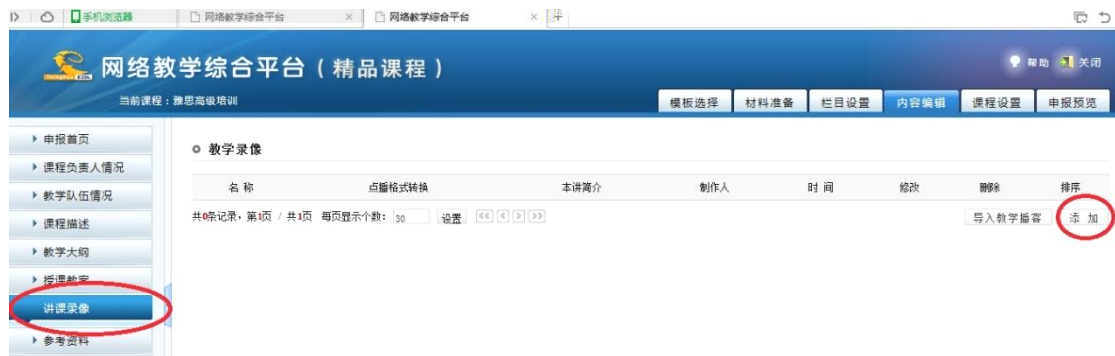 手机浏览器 网络教学综合平台 × 网络教学综合平台 ×
网络教学综合平台（精品课程） 帮助 关闭
当前课程：雅思高级培训 模板选择 材料准备 栏目设置 内容编辑 课程设置 申报预览
申报首页
课程负责人情况
教学队伍情况
课程描述
教学大纲
授课教案
讲课录像
参考资料
教学录像
名 称 点播格式转换 本讲简介 制作人 时 间 修改 删除 排序
共0条记录，第1页 / 共1页 每页显示个数： 30 设置 << < > >> 导入教学播客 添 加